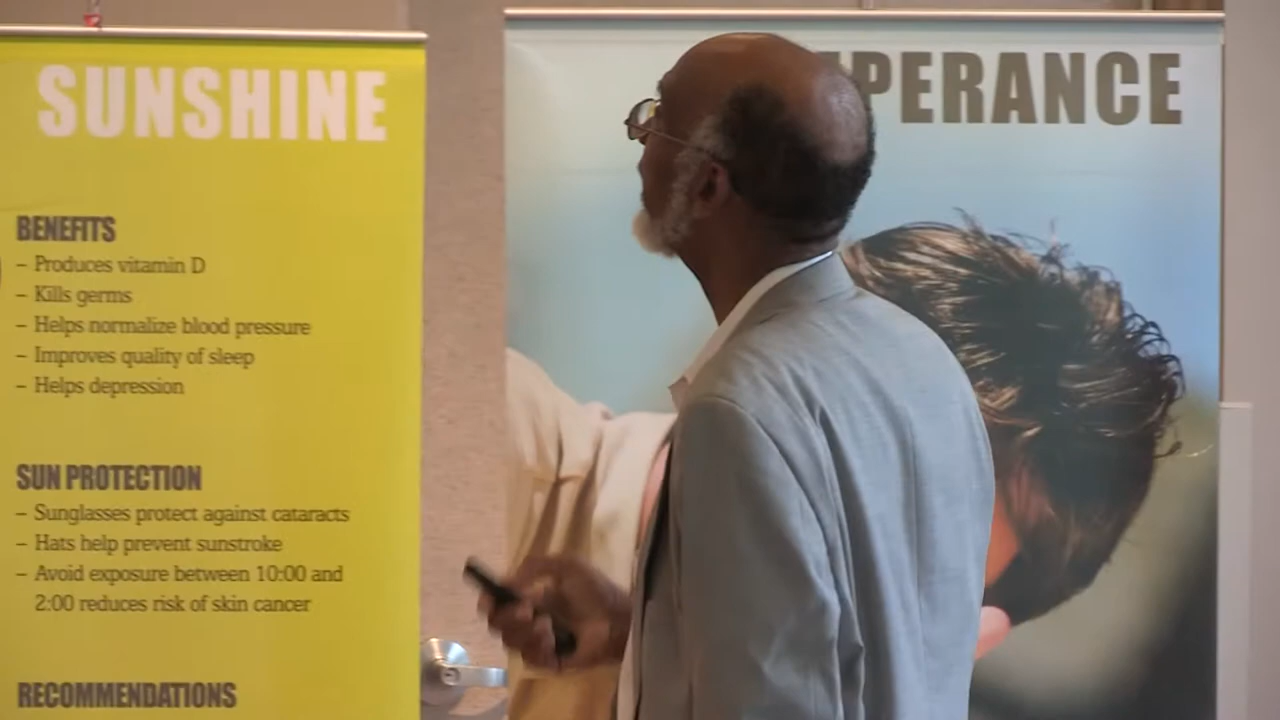 SUNSHINE
BENEFITS
– Produces vitamin D
– Kills germs
– Helps normalize blood pressure
– Improves quality of sleep
– Helps depression
SUN PROTECTION
– Sunglasses protect against cataracts
– Hats help prevent sunstroke
– Avoid exposure between 10:00 and
2:00 reduces risk of skin cancer
RECOMMENDATIONS
PERANCE